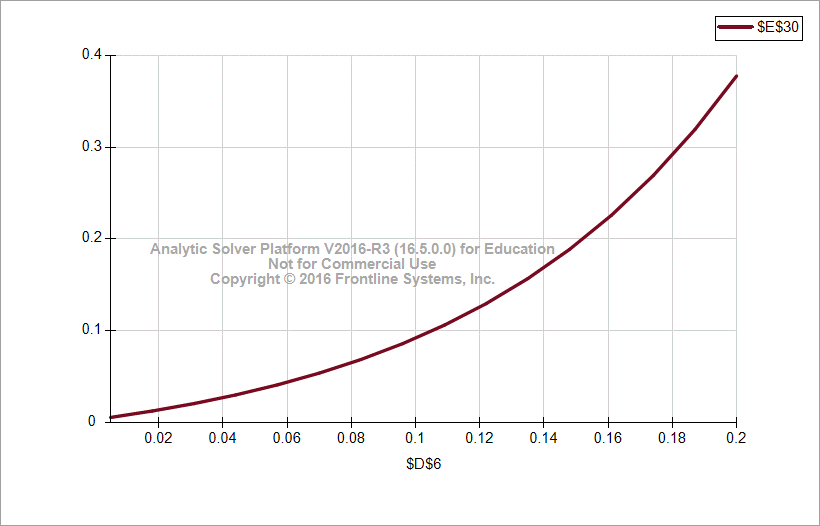 $E$30
0.4
0.3
0.2
0.1
0
Analytic Solver Platform V2016-R3 (16.5.0.0) for Education
Not for Commercial Use
Copyright © 2016 Frontline Systems, Inc.
0.02 0.04 0.06 0.08 0.1 0.12 0.14 0.16 0.18 0.2
$D$6